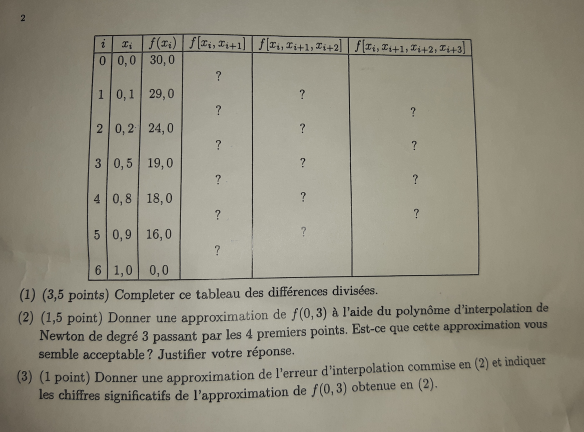 2
i x_i f(x_i) f[x_i, x_{i+1}] f[x_i, x_{i+1}, x_{i+2}] f[x_i, x_{i+1}, x_{i+2}, x_{i+3}]
0 0,0 30,0
?
1 0,1 29,0 ?
? ?
2 0,2 24,0 ?
? ?
3 0,5 19,0 ?
? ?
4 0,8 18,0 ?
? ?
5 0,9 16,0 ?
?
6 1,0 0,0
(1) (3,5 points) Completer ce tableau des différences divisées.
(2) (1,5 point) Donner une approximation de f(0,3) à l'aide du polynôme d'interpolation de
Newton de degré 3 passant par les 4 premiers points. Est-ce que cette approximation vous
semble acceptable ? Justifier votre réponse.
(3) (1 point) Donner une approximation de l'erreur d'interpolation commise en (2) et indiquer
les chiffres significatifs de l'approximation de f(0,3) obtenue en (2).